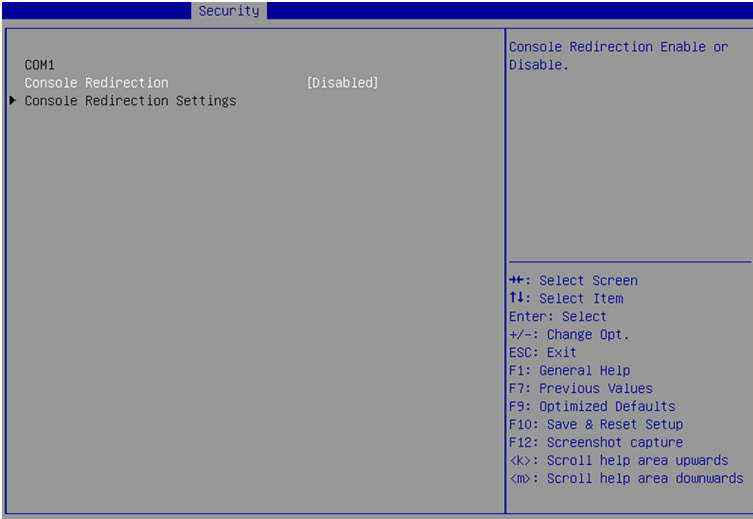 Security
COM1
Console Redirection [Disabled]
Console Redirection Settings
Console Redirection Enable or
Disable.
→←: Select Screen
↑↓: Select Item
Enter: Select
+/-: Change Opt.
ESC: Exit
F1: General Help
F7: Previous Values
F9: Optimized Defaults
F10: Save & Reset Setup
F12: Screenshot capture
<k>: Scroll help area upwards
<m>: Scroll help area downwards